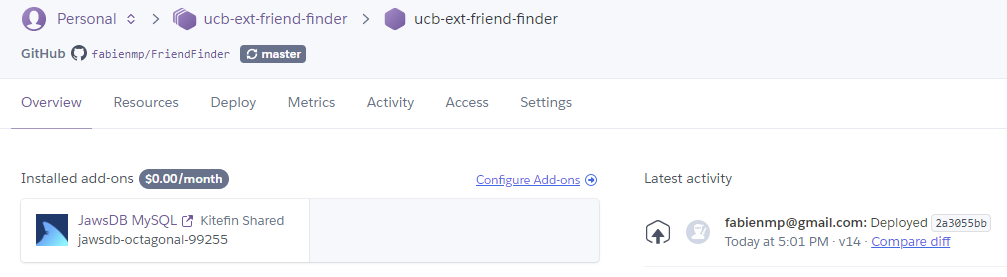 Personal ucb-ext-friend-finder ucb-ext-friend-finder
GitHub fabienmp/FriendFinder master
Overview Resources Deploy Metrics Activity Access Settings
Installed add-ons $0.00/month Configure Add-ons
JawsDB MySQL Kitefin Shared
jawsdb-octagonal-99255
Latest activity
fabienmp@gmail.com: Deployed 2a3055bb
Today at 5:01 PM · v14 · Compare diff